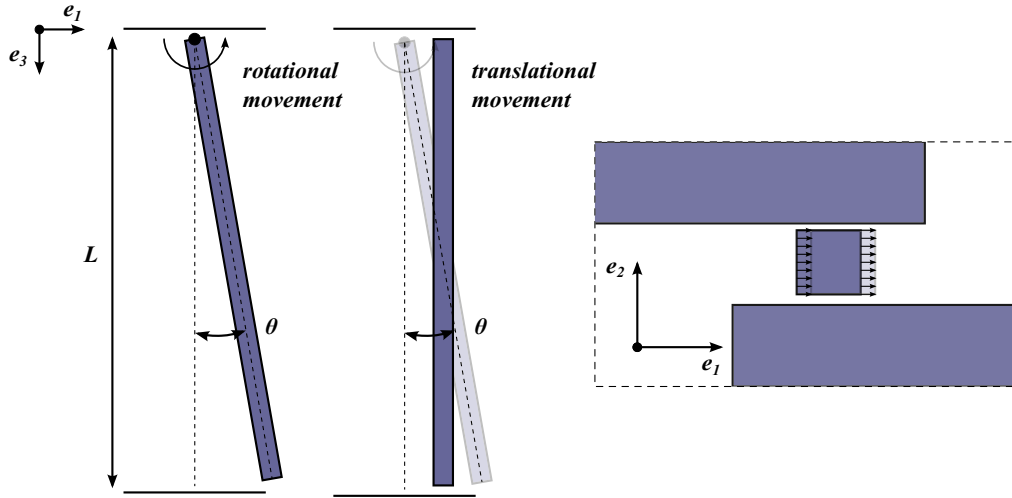 e1
e3
rotational
movement
translational
movement
L
θ
θ
e2
e1